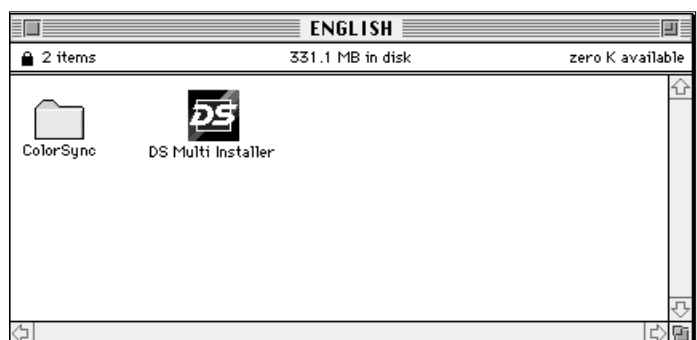 ENGLISH
2 items 331.1 MB in disk zero K available
DS
ColorSync DS Multi Installer